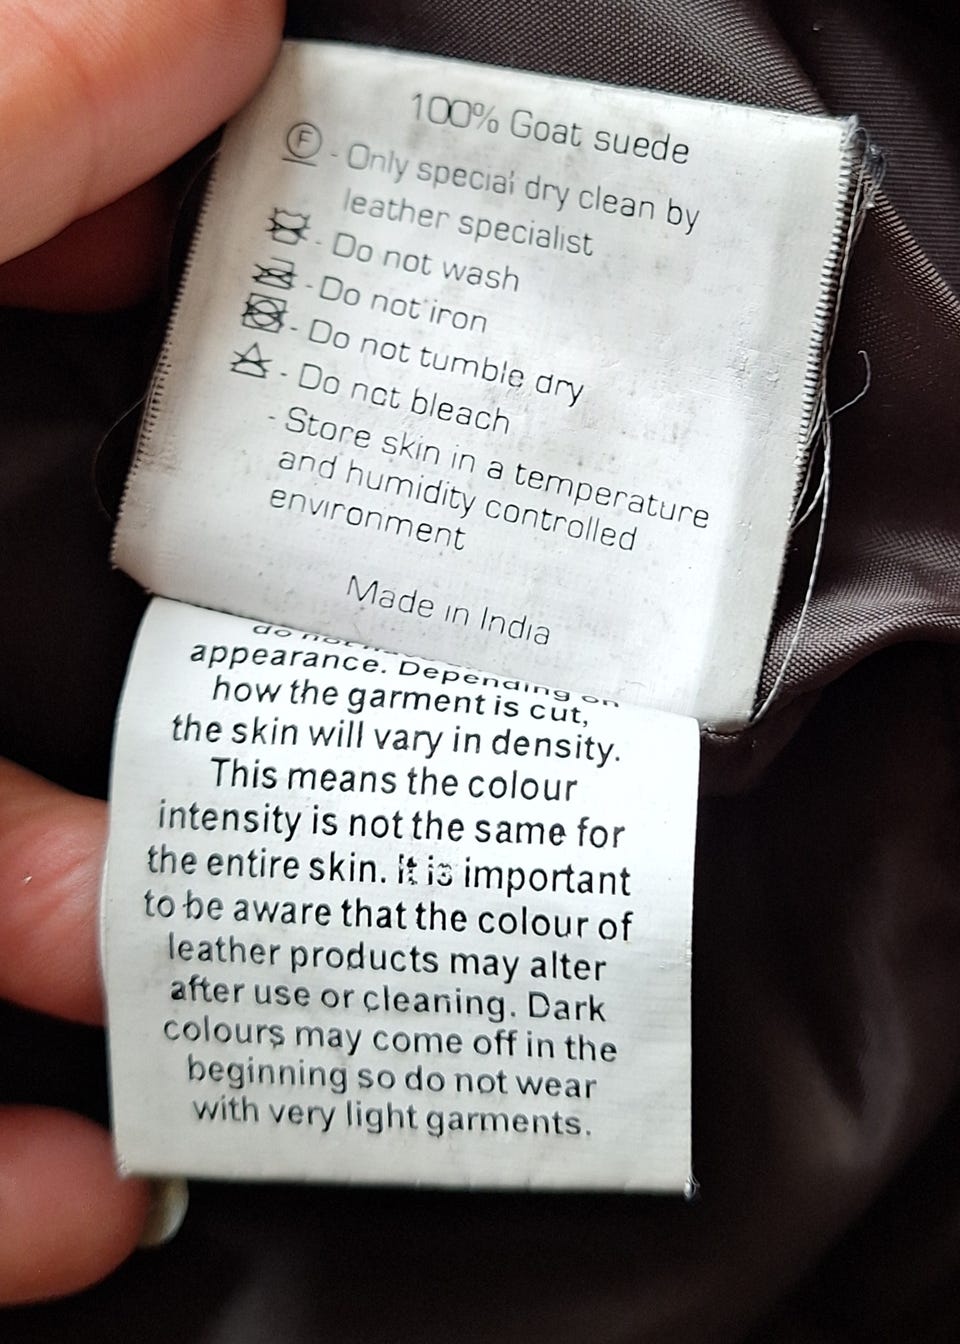 100% Goat suede
F - Only special dry clean by
leather specialist
- Do not wash
- Do not iron
- Do not tumble dry
- Do not bleach
- Store skin in a temperature
and humidity controlled
environment
Made in India
do not
appearance. Depending on
how the garment is cut,
the skin will vary in density.
This means the colour
intensity is not the same for
the entire skin. It is important
to be aware that the colour of
leather products may alter
after use or cleaning. Dark
colours may come off in the
beginning so do not wear
with very light garments.